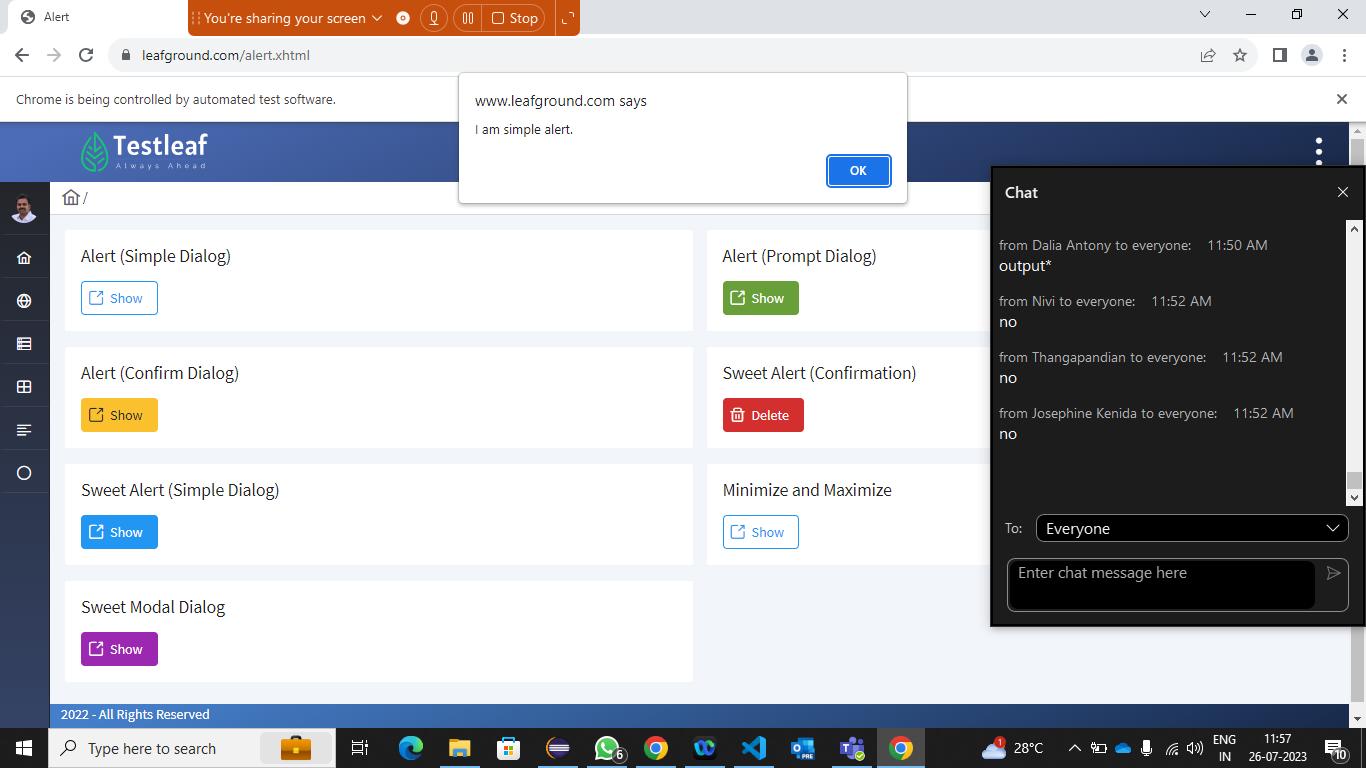 Alert
You're sharing your screen
Stop
leafground.com/alert.xhtml
Chrome is being controlled by automated test software.
www.leafground.com says
I am simple alert.
OK
Testleaf
Always Ahead
/
Alert (Simple Dialog)
Show
Alert (Prompt Dialog)
Show
Alert (Confirm Dialog)
Show
Sweet Alert (Confirmation)
Delete
Sweet Alert (Simple Dialog)
Show
Minimize and Maximize
Show
Sweet Modal Dialog
Show
2022 - All Rights Reserved
Chat
from Dalia Antony to everyone: 11:50 AM
output*
from Nivi to everyone: 11:52 AM
no
from Thangapandian to everyone: 11:52 AM
no
from Josephine Kenida to everyone: 11:52 AM
no
To: Everyone
Enter chat message here
Type here to search
6
1
28°C
ENG
IN
11:57
26-07-2023
10